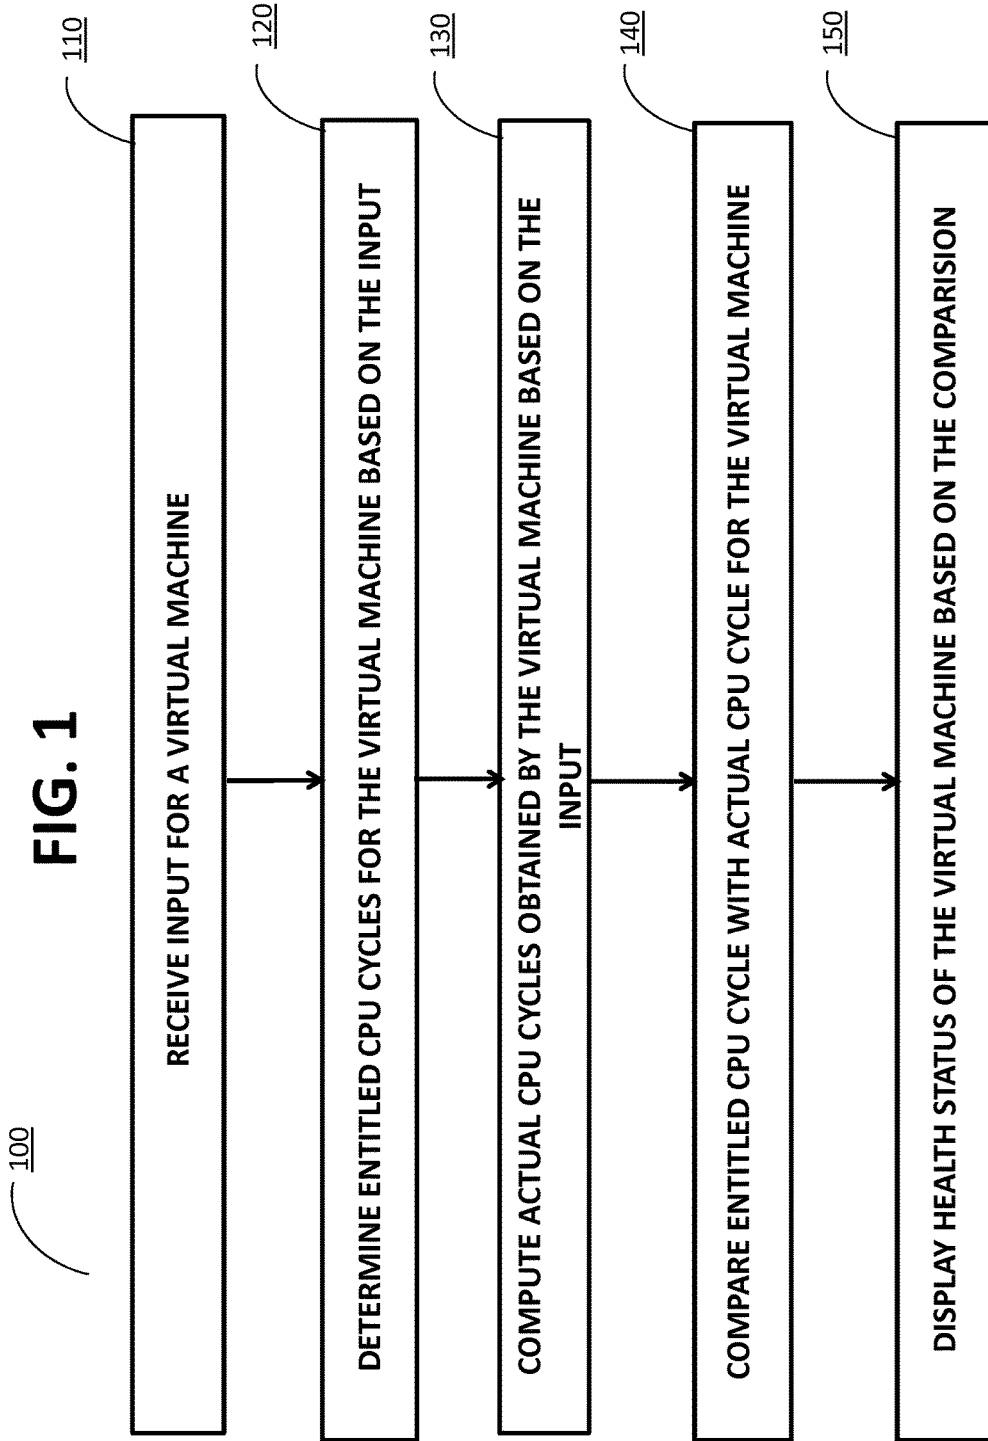 FIG. 1
100
110
RECEIVE INPUT FOR A VIRTUAL MACHINE
120
DETERMINE ENTITLED CPU CYCLES FOR THE VIRTUAL MACHINE BASED ON THE INPUT
130
COMPUTE ACTUAL CPU CYCLES OBTAINED BY THE VIRTUAL MACHINE BASED ON THE
INPUT
140
COMPARE ENTITLED CPU CYCLE WITH ACTUAL CPU CYCLE FOR THE VIRTUAL MACHINE
150
DISPLAY HEALTH STATUS OF THE VIRTUAL MACHINE BASED ON THE COMPARISION